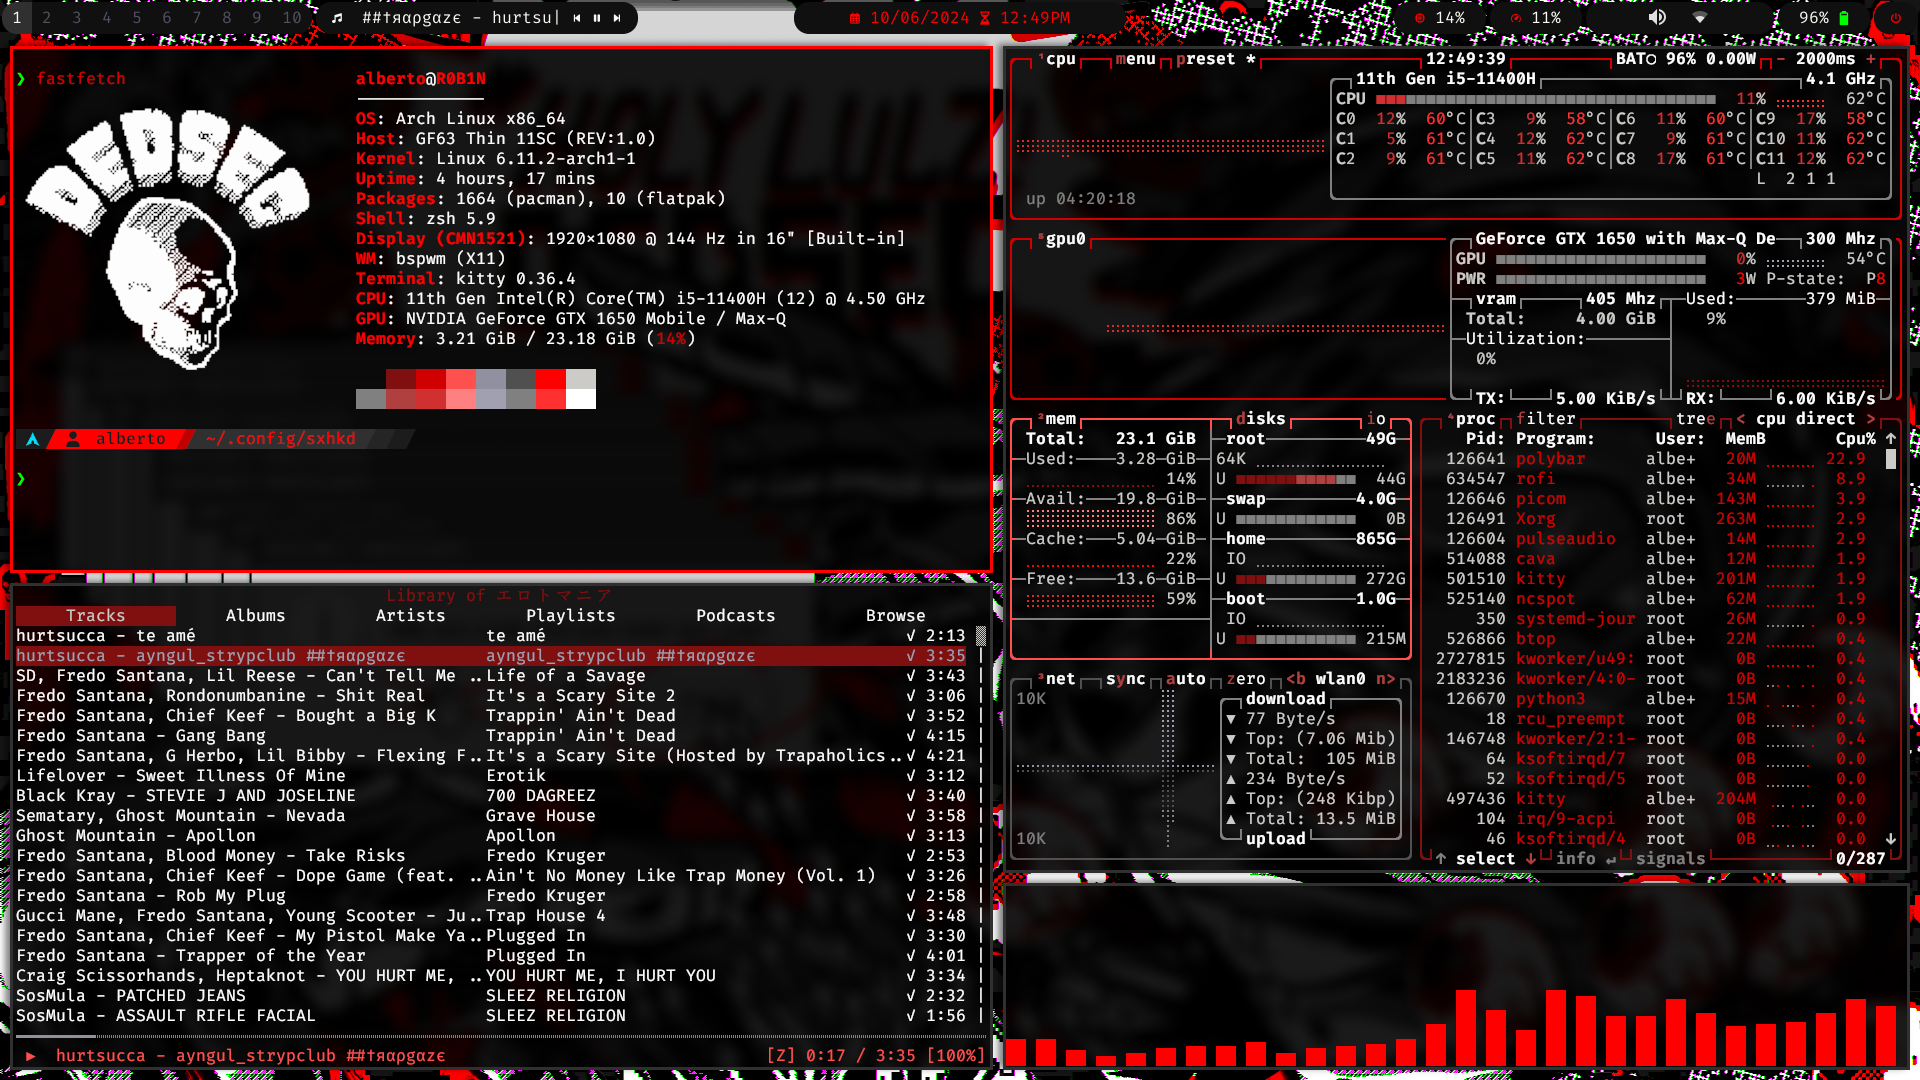 1 2 3 4 5 6 7 8 9 10
##†яαρgαzє - hurtsu|
10/06/2024 12:49PM
14% 11% 96%
❯ fastfetch
DEDSEC
alberto@R0B1N
OS: Arch Linux x86_64
Host: GF63 Thin 11SC (REV:1.0)
Kernel: Linux 6.11.2-arch1-1
Uptime: 4 hours, 17 mins
Packages: 1664 (pacman), 10 (flatpak)
Shell: zsh 5.9
Display (CMN1521): 1920×1080 @ 144 Hz in 16" [Built-in]
WM: bspwm (X11)
Terminal: kitty 0.36.4
CPU: 11th Gen Intel(R) Core(TM) i5-11400H (12) @ 4.50 GHz
GPU: NVIDIA GeForce GTX 1650 Mobile / Max-Q
Memory: 3.21 GiB / 23.18 GiB (14%)
alberto ~/.config/sxhkd
❯
Library of エロトマニア
Tracks Albums Artists Playlists Podcasts Browse
hurtsucca - te amé te amé √ 2:13
hurtsucca - ayngul_strypclub ##†яαρgαzє ayngul_strypclub ##†яαρgαzє √ 3:35
SD, Fredo Santana, Lil Reese - Can't Tell Me .. Life of a Savage √ 3:43
Fredo Santana, Rondonumbanine - Shit Real It's a Scary Site 2 √ 3:06
Fredo Santana, Chief Keef - Bought a Big K Trappin' Ain't Dead √ 3:52
Fredo Santana - Gang Bang Trappin' Ain't Dead √ 4:15
Fredo Santana, G Herbo, Lil Bibby - Flexing F.. It's a Scary Site (Hosted by Trapaholics.. √ 4:21
Lifelover - Sweet Illness Of Mine Erotik √ 3:12
Black Kray - STEVIE J AND JOSELINE 700 DAGREEZ √ 3:40
Sematary, Ghost Mountain - Nevada Grave House √ 3:58
Ghost Mountain - Apollon Apollon √ 3:13
Fredo Santana, Blood Money - Take Risks Fredo Kruger √ 2:53
Fredo Santana, Chief Keef - Dope Game (feat. .. Ain't No Money Like Trap Money (Vol. 1) √ 3:26
Fredo Santana - Rob My Plug Fredo Kruger √ 2:58
Gucci Mane, Fredo Santana, Young Scooter - Ju.. Trap House 4 √ 3:48
Fredo Santana, Chief Keef - My Pistol Make Ya.. Plugged In √ 3:30
Fredo Santana - Trapper of the Year Plugged In √ 4:01
Craig Scissorhands, Heptaknot - YOU HURT ME, .. YOU HURT ME, I HURT YOU √ 3:34
SosMula - PATCHED JEANS SLEEZ RELIGION √ 2:32
SosMula - ASSAULT RIFLE FACIAL SLEEZ RELIGION √ 1:56
▶ hurtsucca - ayngul_strypclub ##†яαρgαzє [Z] 0:17 / 3:35 [100%]
¹cpu menu preset * 12:49:39 BAT 96% 0.00W - 2000ms +
11th Gen i5-11400H 4.1 GHz
CPU 11% 62°C
C0 12% 60°C C3 9% 58°C C6 11% 60°C C9 17% 58°C
C1 5% 61°C C4 12% 62°C C7 9% 61°C C10 11% 62°C
C2 9% 61°C C5 11% 62°C C8 17% 61°C C11 12% 62°C
L 2 1 1
up 04:20:18
⁵gpu0 GeForce GTX 1650 with Max-Q De 300 Mhz
GPU 0% 54°C
PWR 3W P-state: P8
vram 405 Mhz Used: 379 MiB
Total: 4.00 GiB 9%
Utilization:
0%
TX: 5.00 KiB/s RX: 6.00 KiB/s
²mem disks io
Total: 23.1 GiB root 49G
Used: 3.28 GiB 64K
14% U 44G
Avail: 19.8 GiB swap 4.0G
86% U 0B
Cache: 5.04 GiB home 865G
22% IO
Free: 13.6 GiB U 272G
59% boot 1.0G
IO
U 215M
³net sync auto zero <b wlan0 n>
10K download
▼ 77 Byte/s
▼ Top: (7.06 Mib)
▼ Total: 105 MiB
▲ 234 Byte/s
▲ Top: (248 Kibp)
▲ Total: 13.5 MiB
10K upload
⁴proc filter tree < cpu direct >
Pid: Program: User: MemB Cpu% ↑
126641 polybar albe+ 20M 22.9
634547 rofi albe+ 34M 8.9
126646 picom albe+ 143M 3.9
126491 Xorg root 263M 2.9
126604 pulseaudio albe+ 14M 2.9
514088 cava albe+ 12M 1.9
501510 kitty albe+ 201M 1.9
525140 ncspot albe+ 62M 1.9
350 systemd-jour root 26M 0.9
526866 btop albe+ 22M 0.4
2727815 kworker/u49: root 0B 0.4
2183236 kworker/4:0- root 0B 0.4
126670 python3 albe+ 15M 0.4
18 rcu_preempt root 0B 0.4
146748 kworker/2:1- root 0B 0.4
64 ksoftirqd/7 root 0B 0.0
52 ksoftirqd/5 root 0B 0.0
497436 kitty albe+ 204M 0.0
104 irq/9-acpi root 0B 0.0
46 ksoftirqd/4 root 0B 0.0 ↓
↑ select ↓ info ↵ signals 0/287